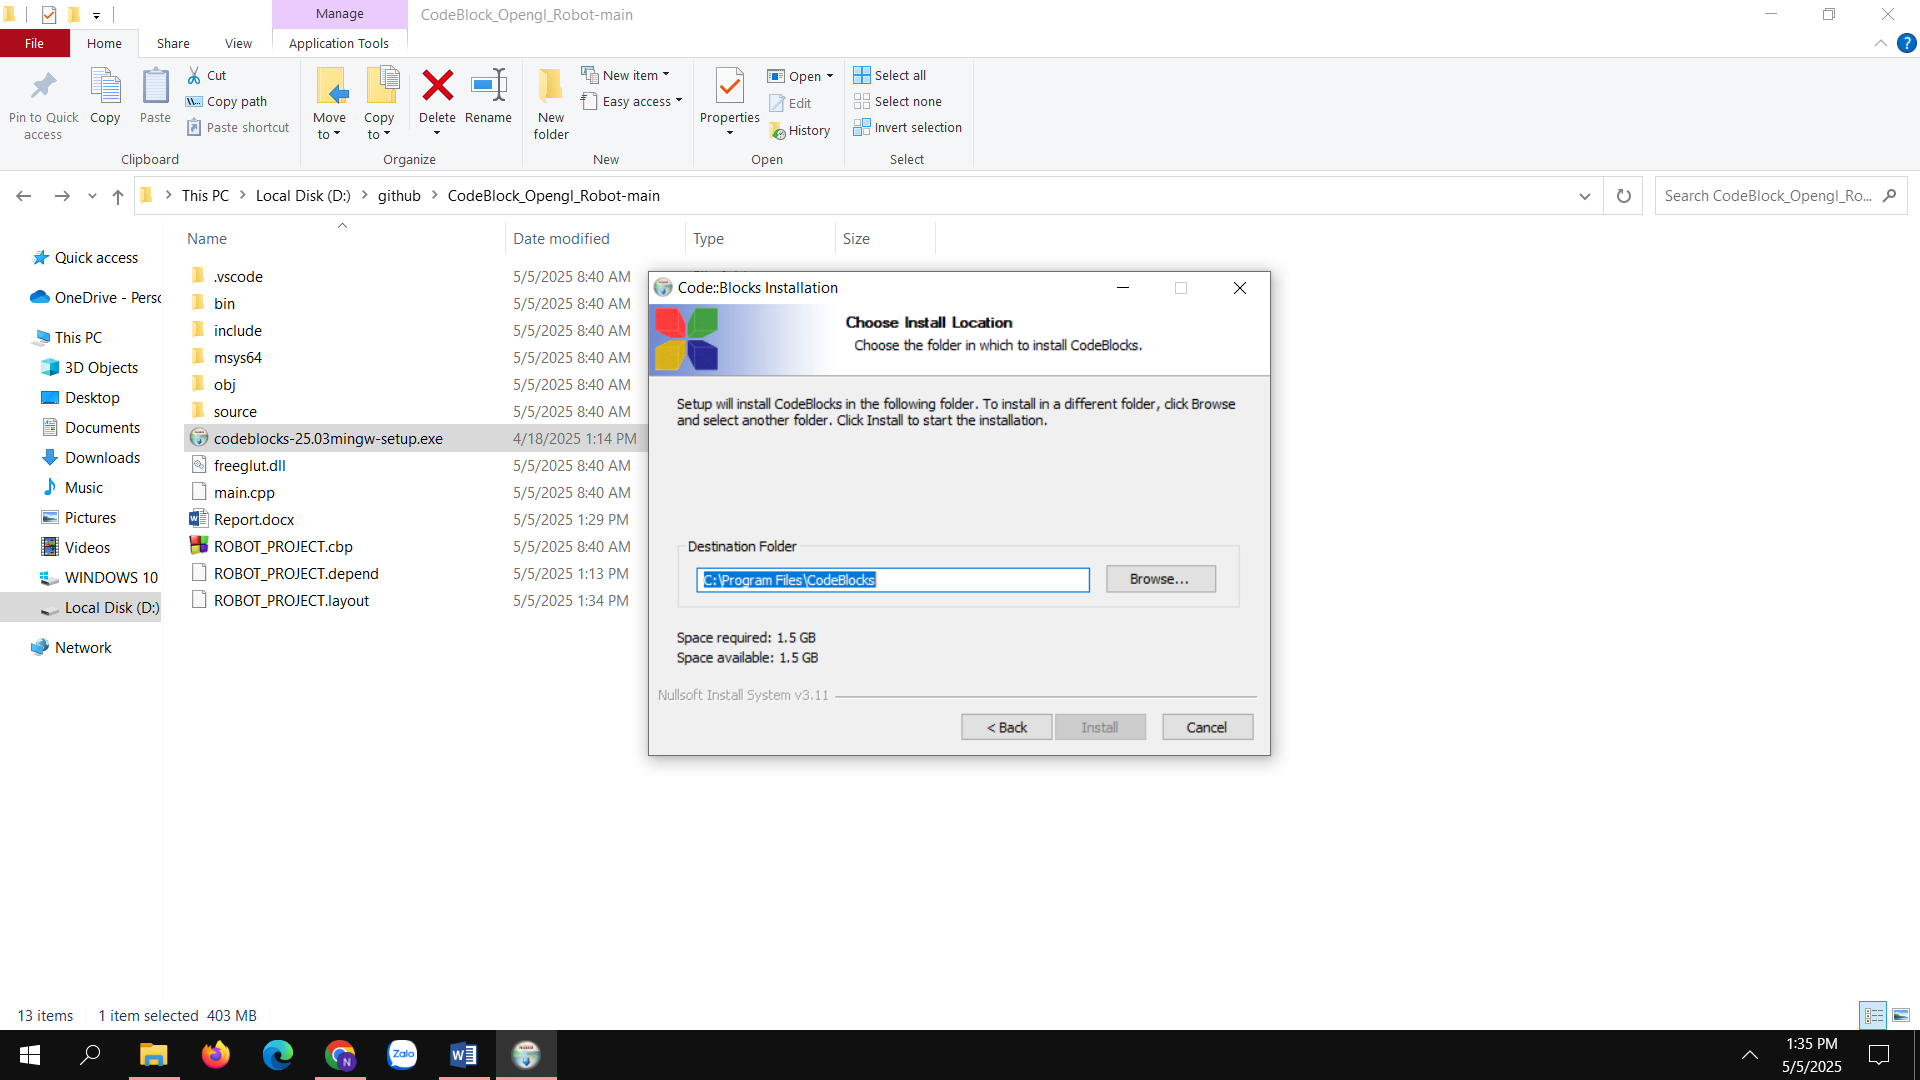 Manage
CodeBlock_Opengl_Robot-main
File
Home
Share
View
Application Tools
Pin to Quick access
Copy
Paste
Cut
Copy path
Paste shortcut
Clipboard
Move to
Copy to
Delete
Rename
Organize
New folder
New item
Easy access
New
Properties
Open
Edit
History
Open
Select all
Select none
Invert selection
Select
This PC
Local Disk (D:)
github
CodeBlock_Opengl_Robot-main
Search CodeBlock_Opengl_Ro...
Name
Date modified
Type
Size
Quick access
OneDrive - Perso
This PC
3D Objects
Desktop
Documents
Downloads
Music
Pictures
Videos
WINDOWS 10
Local Disk (D:)
Network
.vscode 5/5/2025 8:40 AM
bin 5/5/2025 8:40 AM
include 5/5/2025 8:40 AM
msys64 5/5/2025 8:40 AM
obj 5/5/2025 8:40 AM
source 5/5/2025 8:40 AM
codeblocks-25.03mingw-setup.exe 4/18/2025 1:14 PM
freeglut.dll 5/5/2025 8:40 AM
main.cpp 5/5/2025 8:40 AM
Report.docx 5/5/2025 1:29 PM
ROBOT_PROJECT.cbp 5/5/2025 8:40 AM
ROBOT_PROJECT.depend 5/5/2025 1:13 PM
ROBOT_PROJECT.layout 5/5/2025 1:34 PM
Code::Blocks Installation
Choose Install Location
Choose the folder in which to install CodeBlocks.
Setup will install CodeBlocks in the following folder. To install in a different folder, click Browse
and select another folder. Click Install to start the installation.
Destination Folder
C:\Program Files\CodeBlocks
Browse...
Space required: 1.5 GB
Space available: 1.5 GB
Nullsoft Install System v3.11
< Back
Install
Cancel
13 items
1 item selected 403 MB
Zalo
N
1:35 PM
5/5/2025